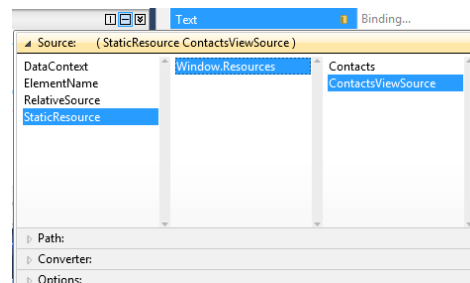 Text Binding...
Source: ( StaticResource ContactsViewSource )
DataContext Window.Resources Contacts
ElementName ContactsViewSource
RelativeSource
StaticResource
Path:
Converter:
Options: